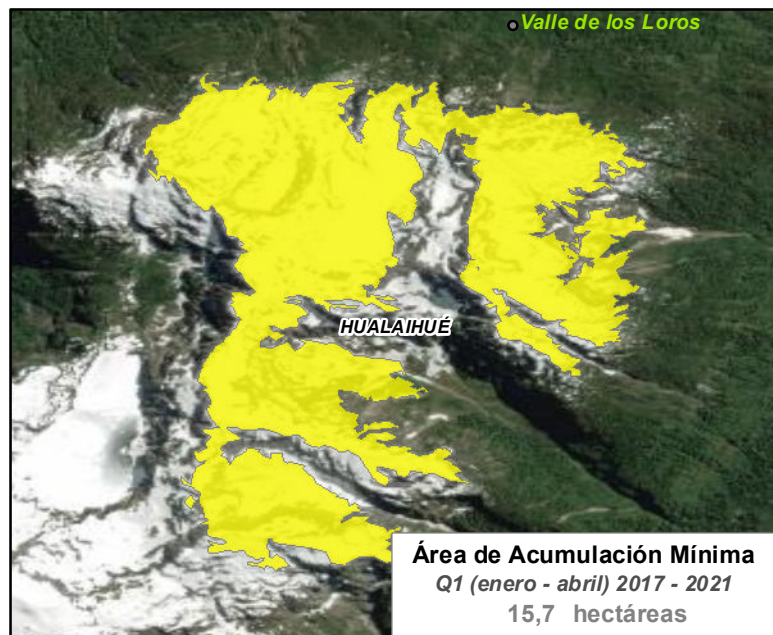 Valle de los Loros
HUALAIHUÉ
Área de Acumulación Mínima
Q1 (enero - abril) 2017 - 2021
15,7 hectáreas